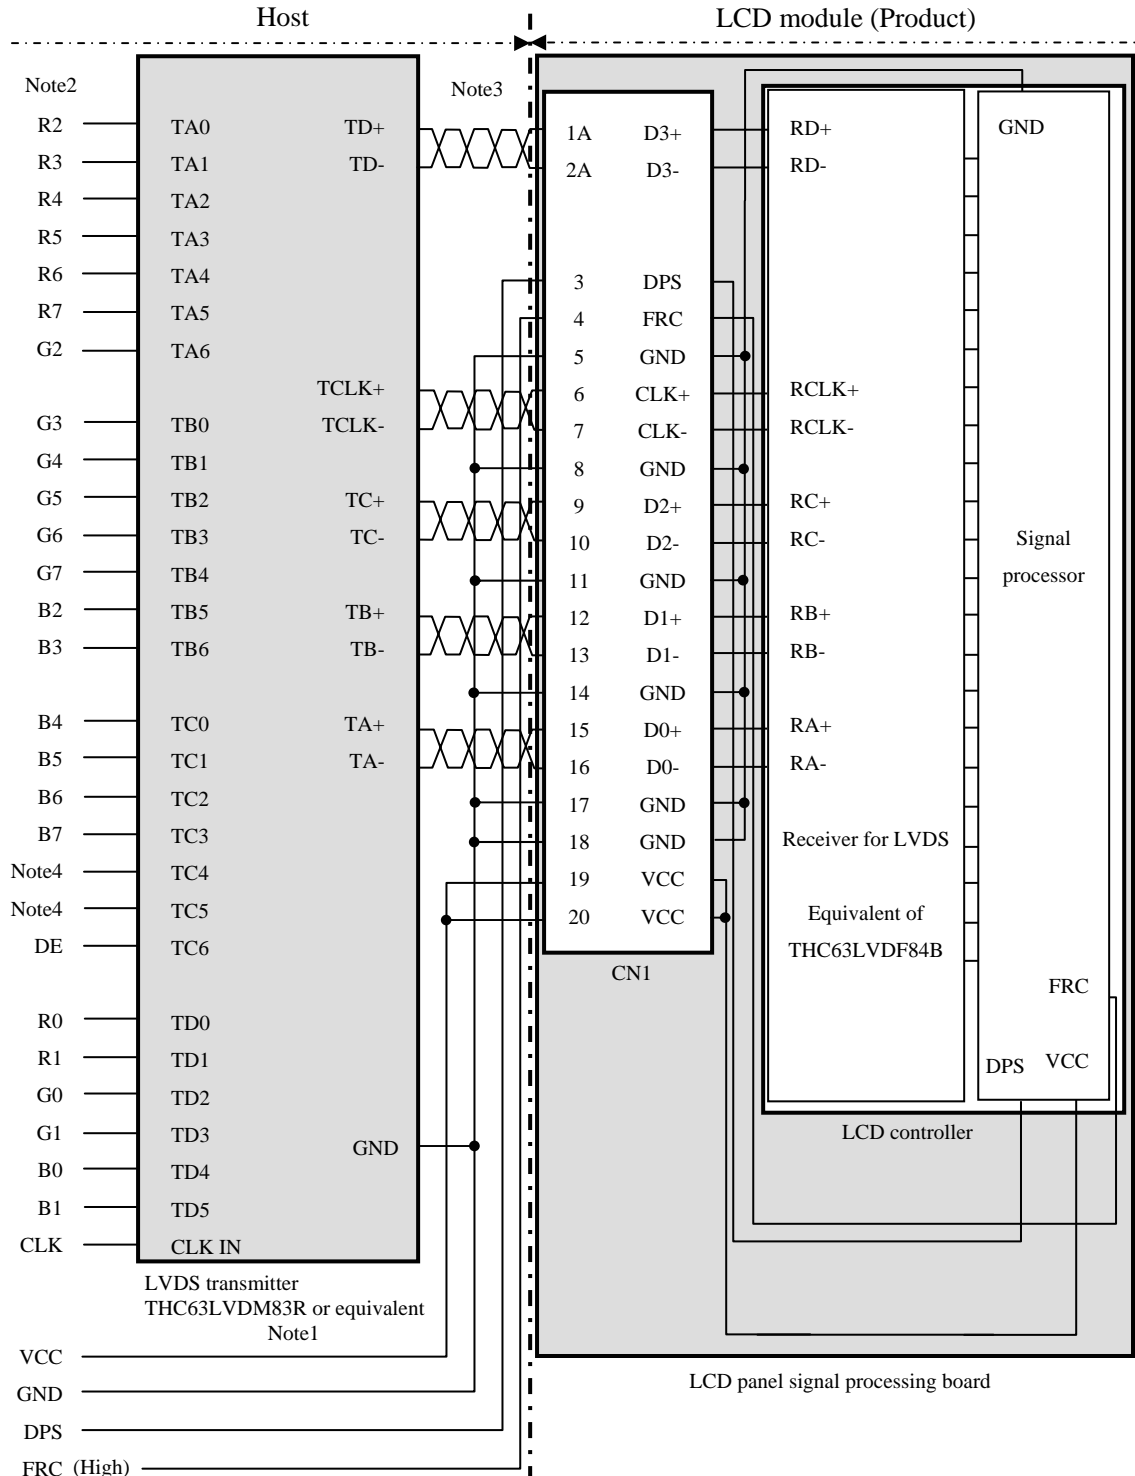 Host
LCD module (Product)
Note2
Note3
R2 TA0 TD+ 1A D3+ RD+ GND
R3 TA1 TD- 2A D3- RD-
R4 TA2
R5 TA3
R6 TA4 3 DPS
R7 TA5 4 FRC
G2 TA6 5 GND
TCLK+ 6 CLK+ RCLK+
G3 TB0 TCLK- 7 CLK- RCLK-
G4 TB1 8 GND
G5 TB2 TC+ 9 D2+ RC+
G6 TB3 TC- 10 D2- RC- Signal
G7 TB4 11 GND processor
B2 TB5 TB+ 12 D1+ RB+
B3 TB6 TB- 13 D1- RB-
14 GND
B4 TC0 TA+ 15 D0+ RA+
B5 TC1 TA- 16 D0- RA-
B6 TC2 17 GND
B7 TC3 18 GND Receiver for LVDS
Note4 TC4 19 VCC
Note4 TC5 20 VCC Equivalent of
DE TC6 THC63LVDF84B
CN1
FRC
R0 TD0
R1 TD1 DPS VCC
G0 TD2
G1 TD3 GND LCD controller
B0 TD4
B1 TD5
CLK CLK IN
LVDS transmitter
THC63LVDM83R or equivalent
Note1
VCC
GND LCD panel signal processing board
DPS
FRC (High)